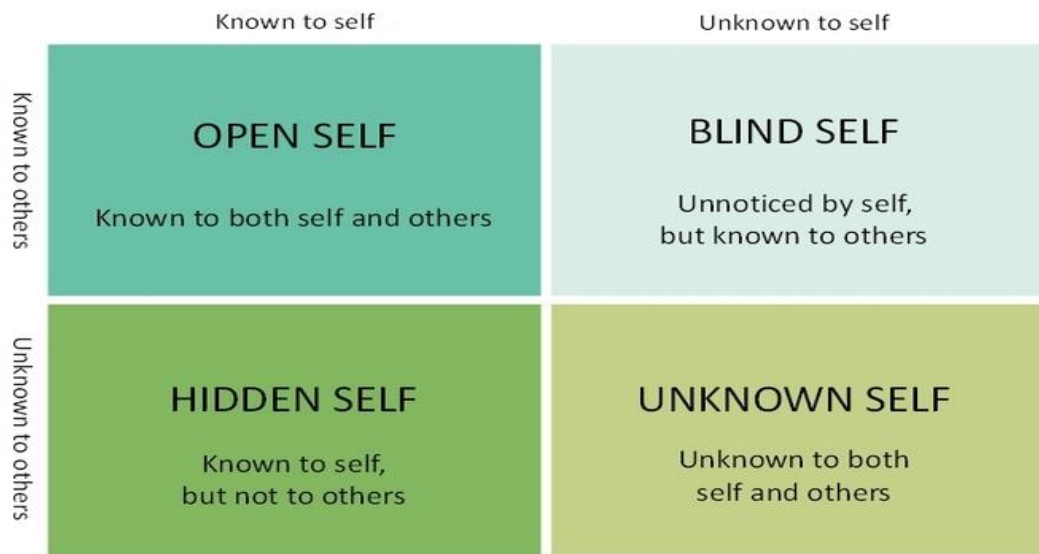 Known to self
Unknown to self
Known to others
OPEN SELF
Known to both self and others
BLIND SELF
Unnoticed by self,
but known to others
Unknown to others
HIDDEN SELF
Known to self,
but not to others
UNKNOWN SELF
Unknown to both
self and others